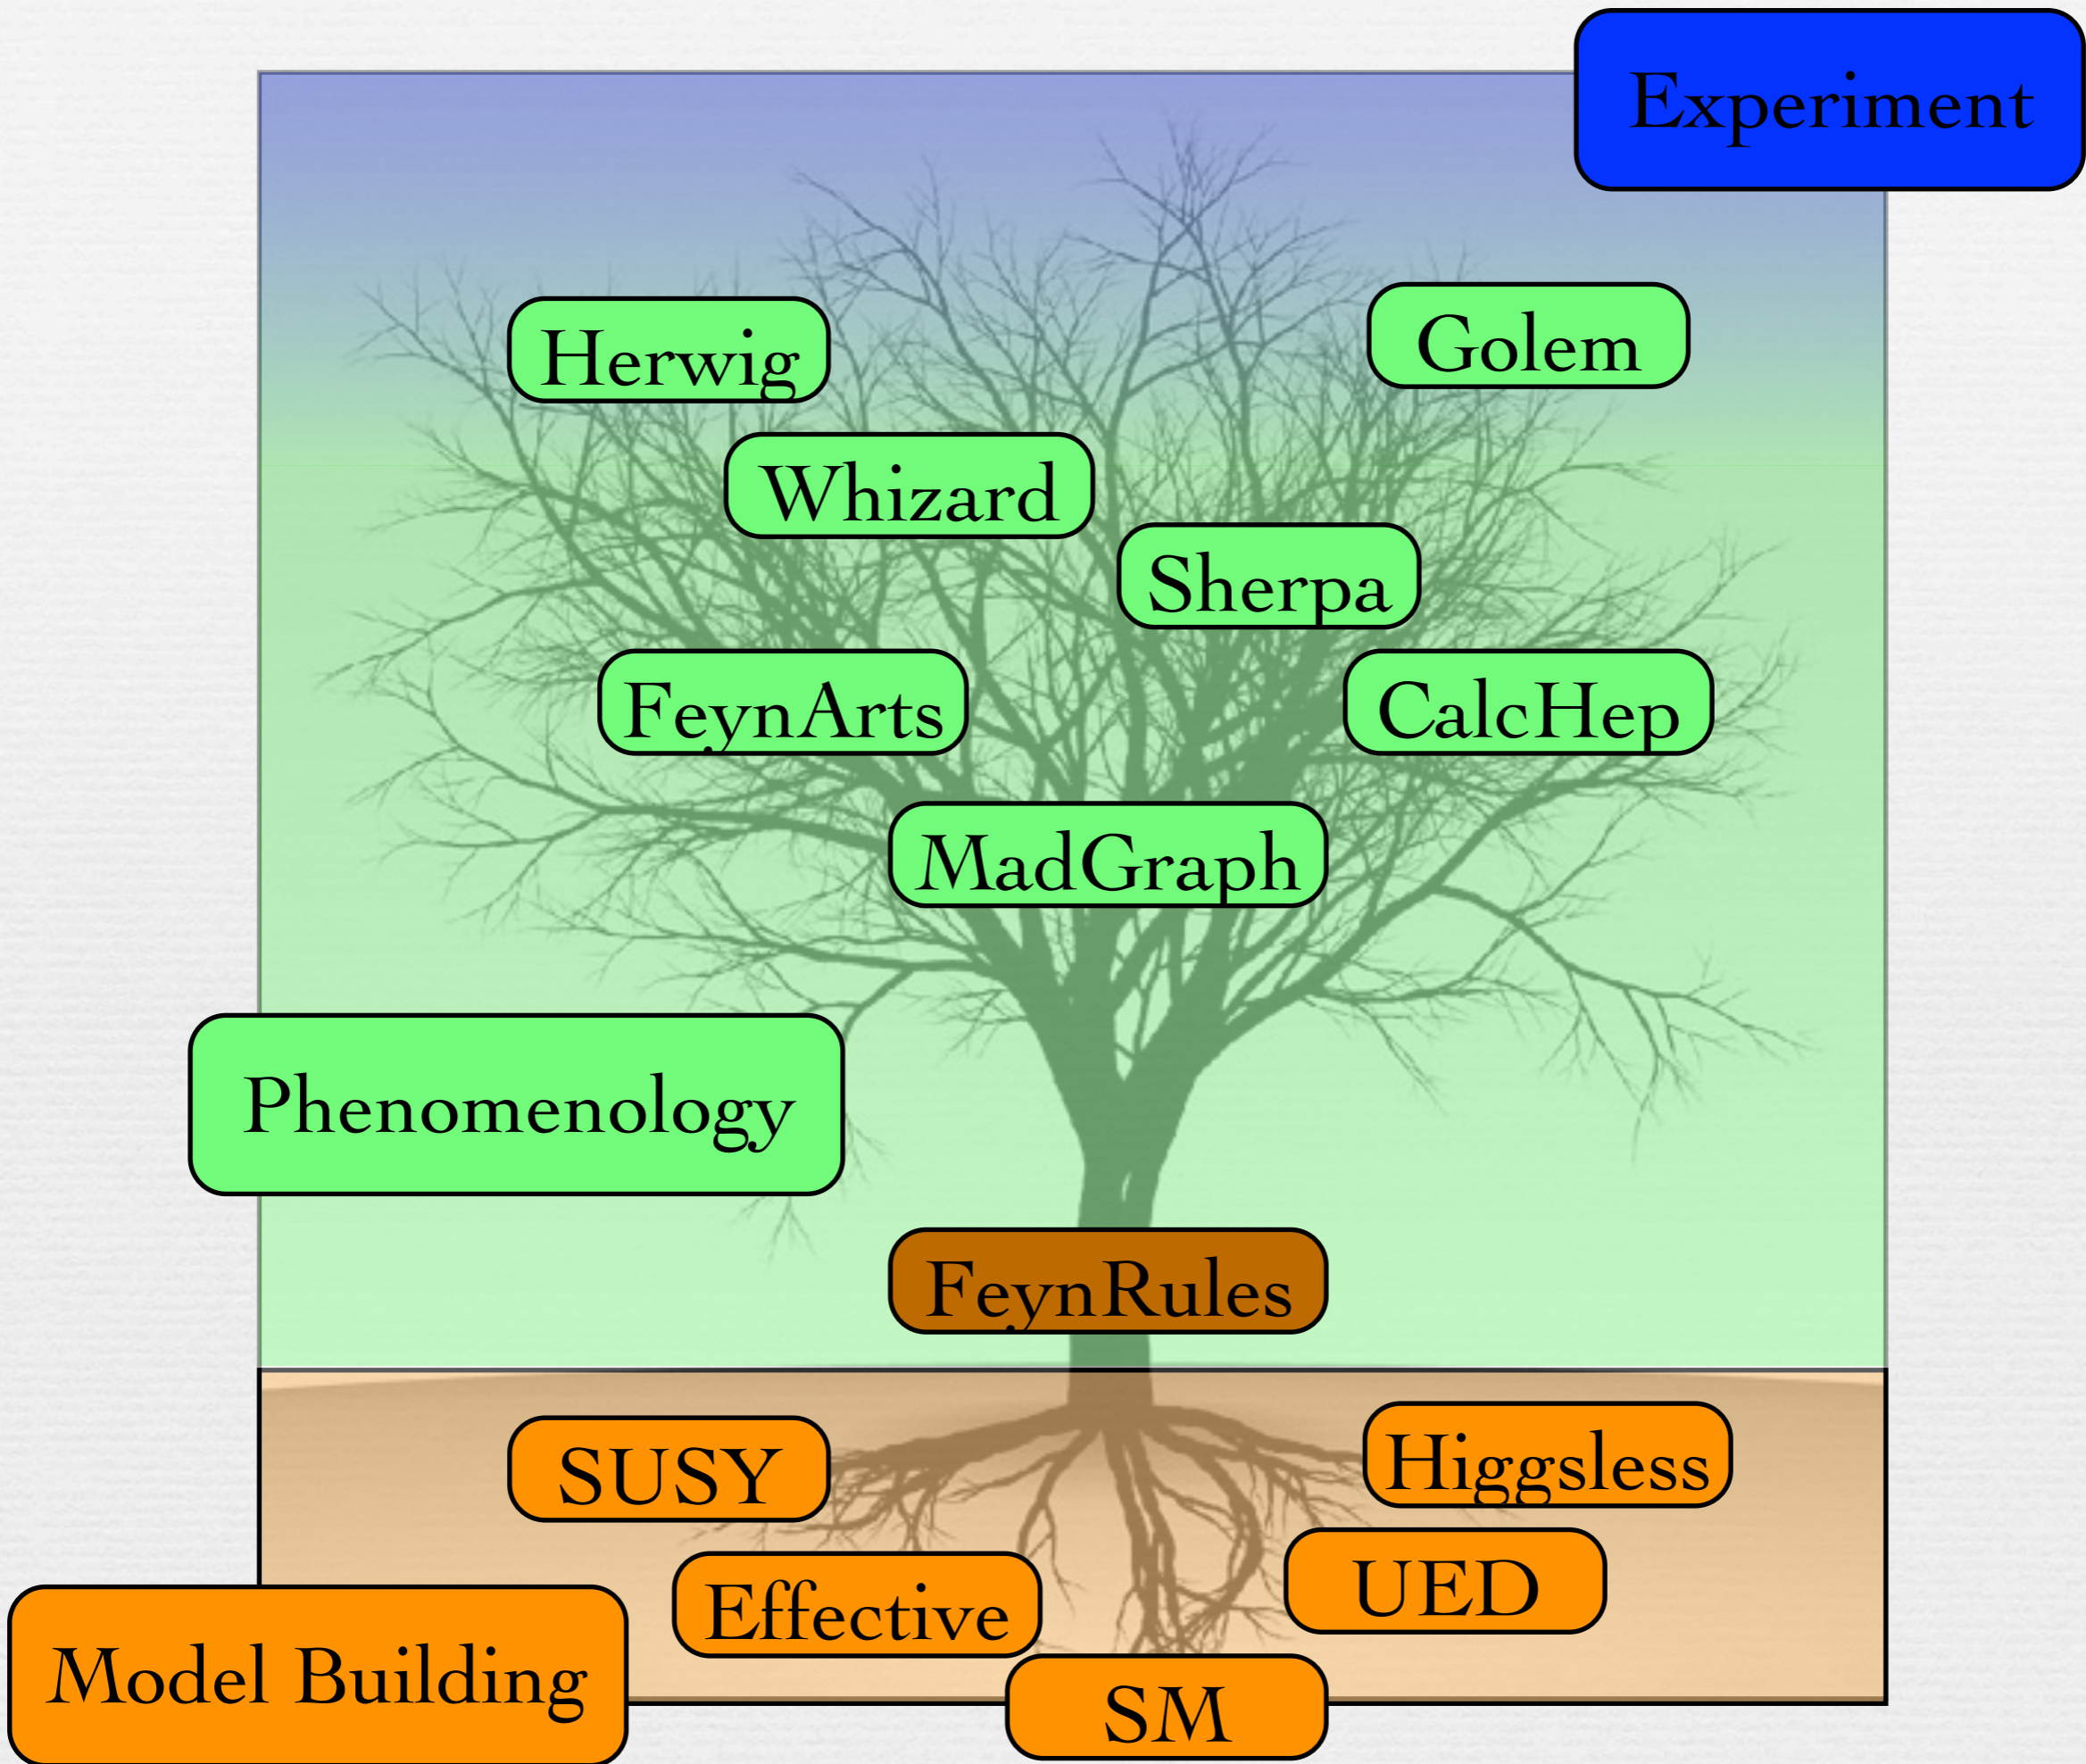 Experiment
Herwig
Golem
Whizard
Sherpa
FeynArts
CalcHep
MadGraph
Phenomenology
FeynRules
SUSY
Higgsless
Effective
UED
Model Building
SM